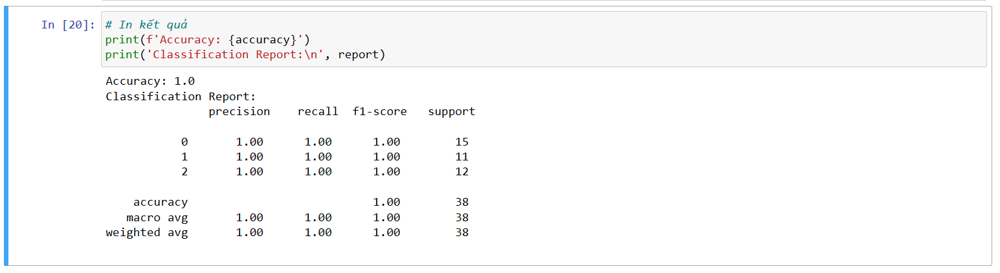 In [20]: # In kết quả
print(f'Accuracy: {accuracy}')
print('Classification Report:\n', report)
Accuracy: 1.0
Classification Report:
               precision    recall  f1-score   support

           0       1.00      1.00      1.00        15
           1       1.00      1.00      1.00        11
           2       1.00      1.00      1.00        12

    accuracy                           1.00        38
   macro avg       1.00      1.00      1.00        38
weighted avg       1.00      1.00      1.00        38